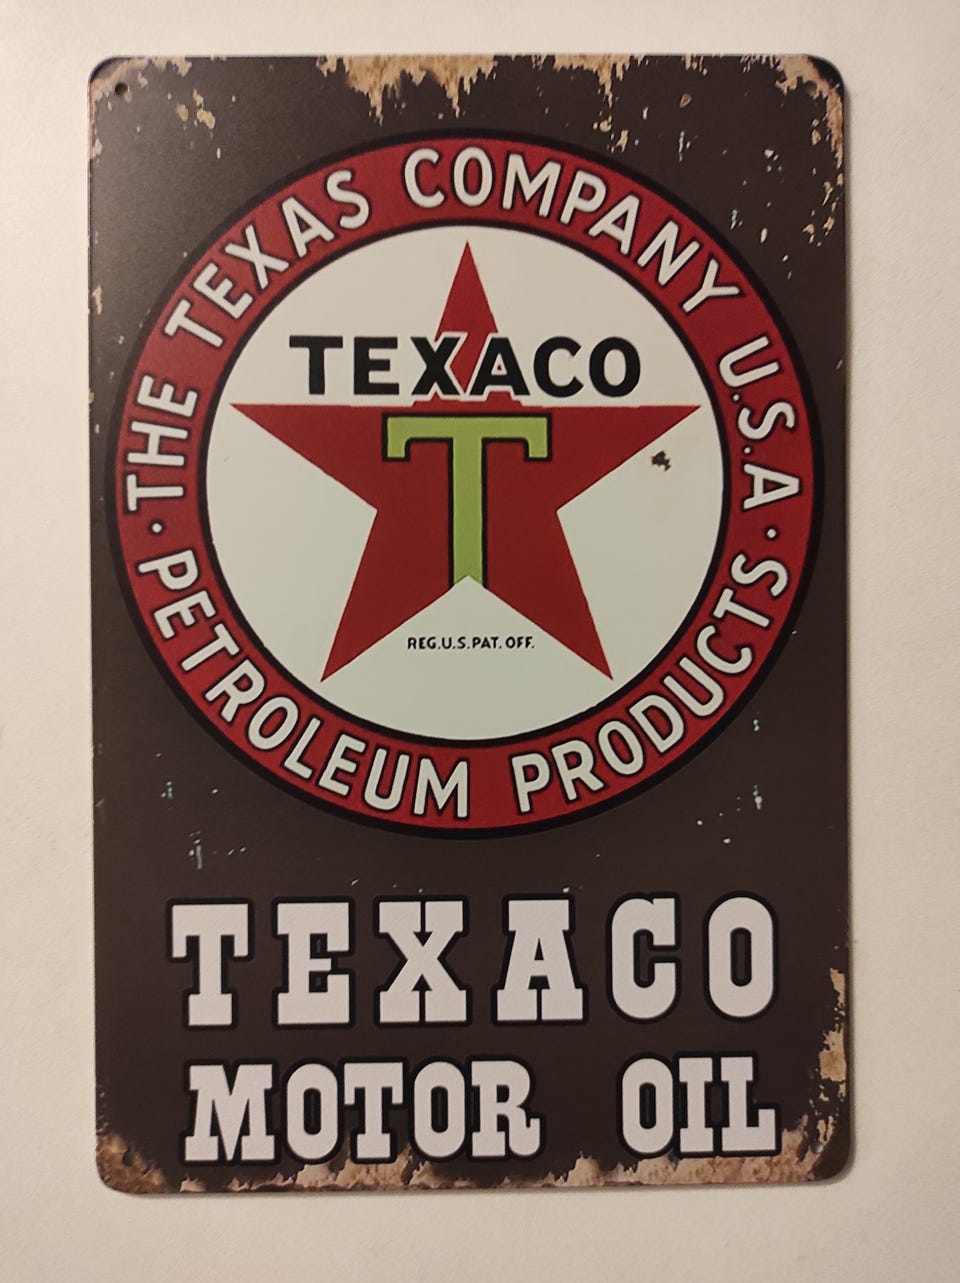 THE TEXAS COMPANY U.S.A
TEXACO
T
REG.U.S.PAT.OFF.
· PETROLEUM PRODUCTS ·
TEXACO
MOTOR OIL